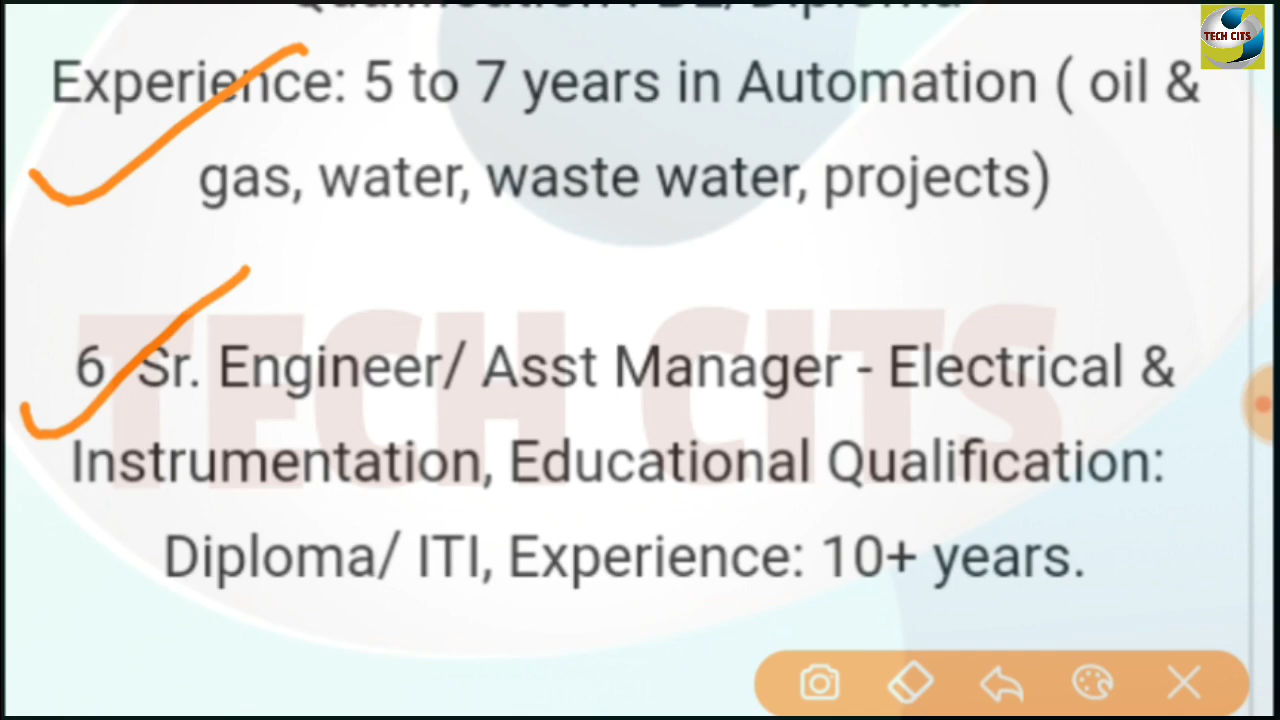 TECH CITS
Experience: 5 to 7 years in Automation ( oil &
gas, water, waste water, projects)
TECH CITS
6 Sr. Engineer/ Asst Manager - Electrical &
Instrumentation, Educational Qualification:
Diploma/ ITI, Experience: 10+ years.